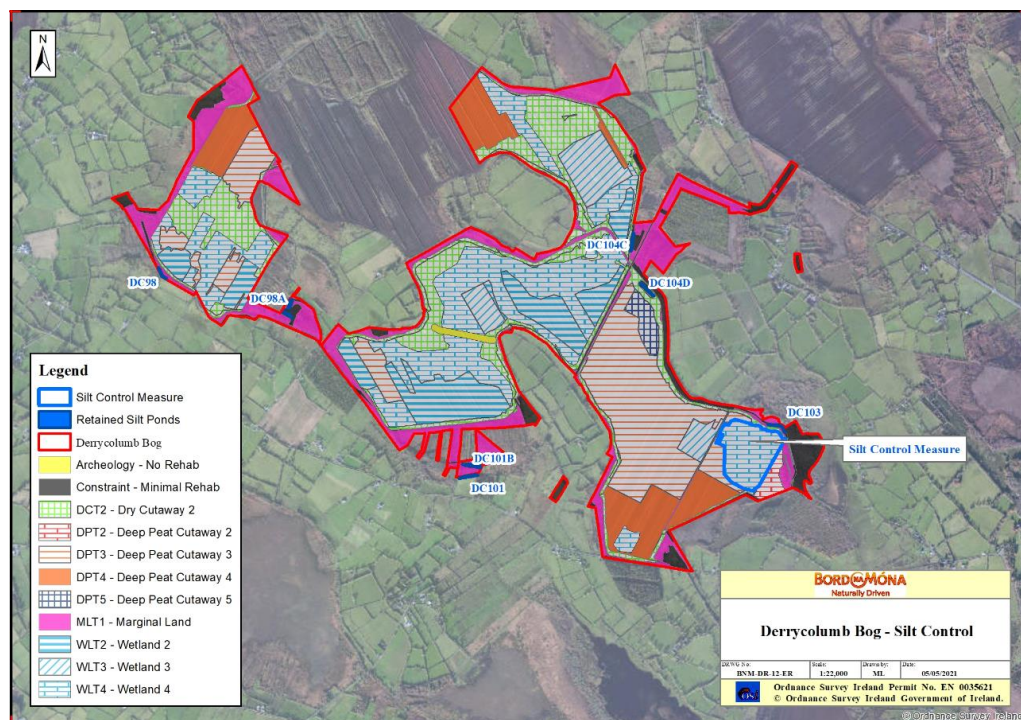 N
DC104C
DC98
DC98A
DC104D
DC103
Silt Control Measure
DC101B
DC101
Legend
Silt Control Measure
Retained Silt Ponds
Derrycolumb Bog
Archeology - No Rehab
Constraint - Minimal Rehab
DCT2 - Dry Cutaway 2
DPT2 - Deep Peat Cutaway 2
DPT3 - Deep Peat Cutaway 3
DPT4 - Deep Peat Cutaway 4
DPT5 - Deep Peat Cutaway 5
MLT1 - Marginal Land
WLT2 - Wetland 2
WLT3 - Wetland 3
WLT4 - Wetland 4
BORD NA MÓNA
Naturally Driven
Derrycolumb Bog - Silt Control
DRWG No: Scale: Drawn by: Date:
BNM-DR-12-ER 1:22,000 ML 05/05/2021
Ordnance Survey Ireland Permit No. EN 0035621
© Ordnance Survey Ireland Government of Ireland.
© Ordnance Survey Ireland